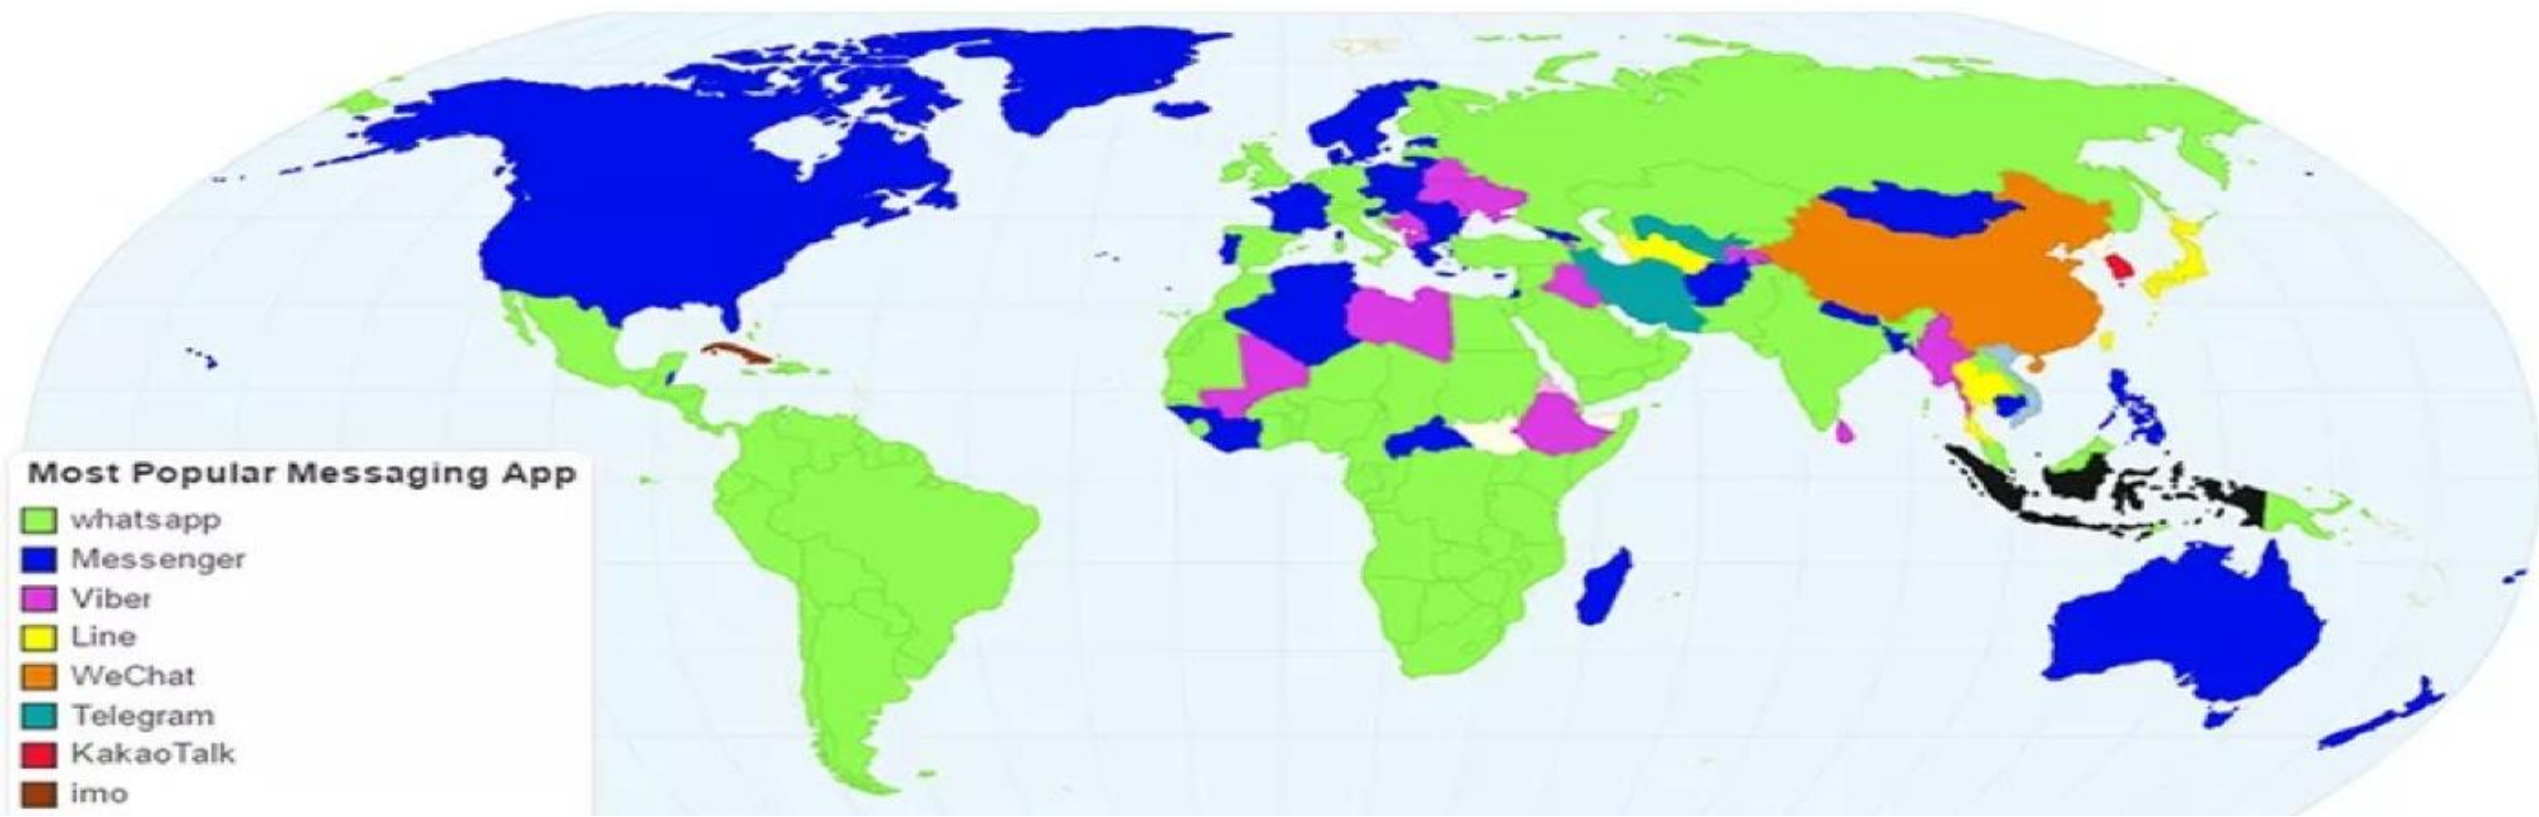 Most Popular Messaging App
whatsapp
Messenger
Viber
Line
WeChat
Telegram
KakaoTalk
imo